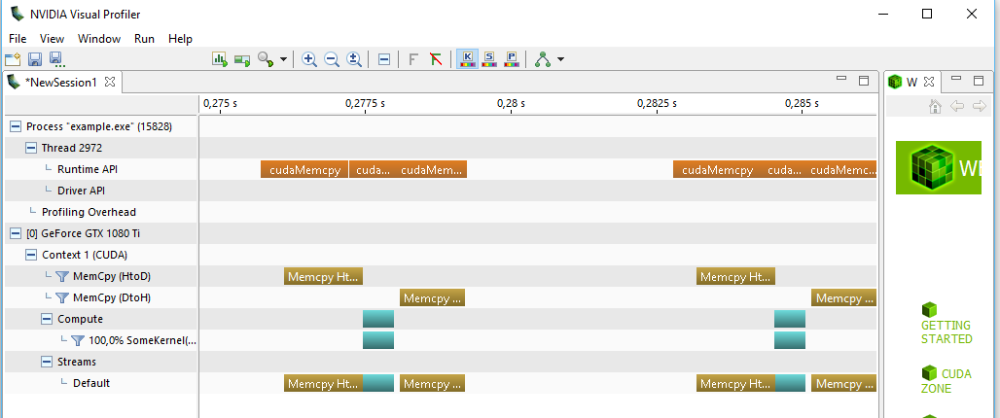 NVIDIA Visual Profiler
File View Window Run Help
*NewSession1
W
0,275 s 0,2775 s 0,28 s 0,2825 s 0,285 s
Process "example.exe" (15828)
Thread 2972
Runtime API cudaMemcpy cuda... cudaMem... cudaMemcpy cuda... cudaMemc...
Driver API
Profiling Overhead
[0] GeForce GTX 1080 Ti
Context 1 (CUDA)
MemCpy (HtoD) Memcpy Ht... Memcpy Ht...
MemCpy (DtoH) Memcpy ... Memcpy ...
Compute
100,0% SomeKernel(...
Streams
Default Memcpy Ht... Memcpy ... Memcpy Ht... Memcpy ...
GETTING
STARTED
CUDA
ZONE